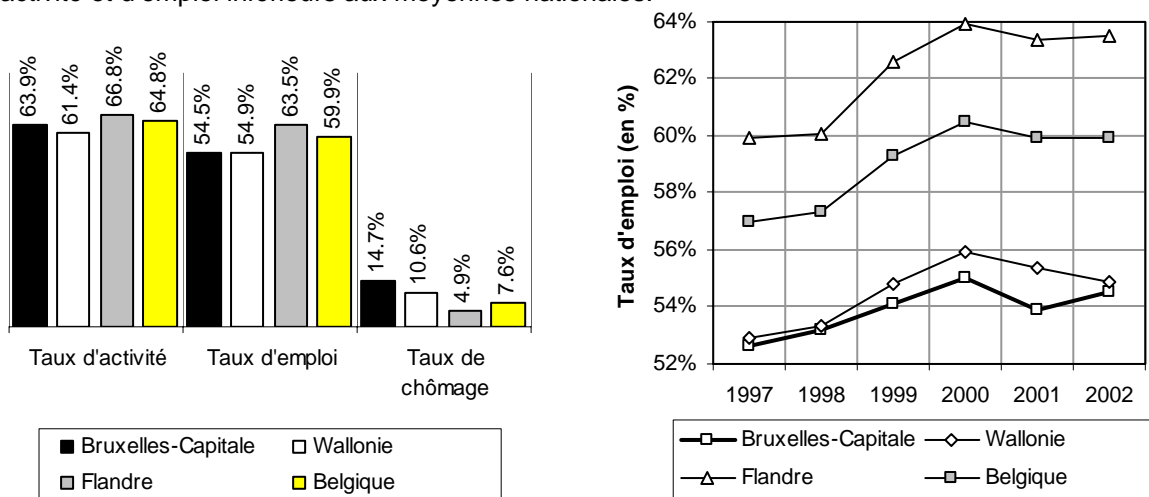 activité et d'emploi inférieurs aux moyennes nationales.
63.9%
61.4%
66.8%
64.8%
54.5%
54.9%
63.5%
59.9%
14.7%
10.6%
4.9%
7.6%
Taux d'activité
Taux d'emploi
Taux de
chômage
Bruxelles-Capitale
Wallonie
Flandre
Belgique
Taux d'emploi (en %)
64%
62%
60%
58%
56%
54%
52%
1997 1998 1999 2000 2001 2002
Bruxelles-Capitale
Wallonie
Flandre
Belgique